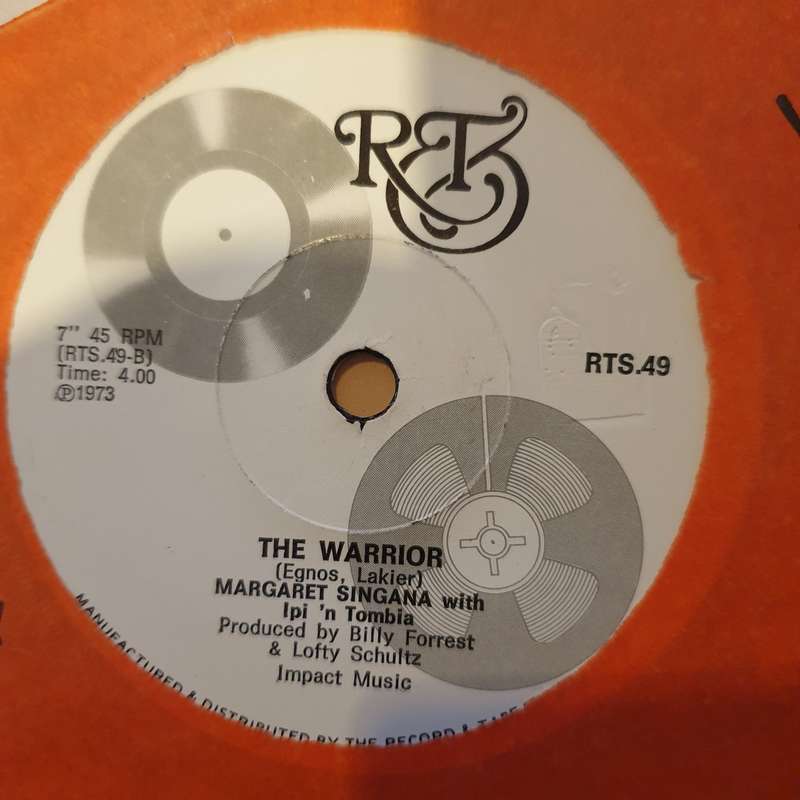 R&T
7" 45 RPM
(RTS.49-B)
Time: 4.00
℗1973
RTS.49
THE WARRIOR
(Egnos, Lakier)
MARGARET SINGANA with
Ipi 'n Tombia
Produced by Billy Forrest
& Lofty Schultz
Impact Music
MANUFACTURED & DISTRIBUTED BY THE RECORD & TAPE